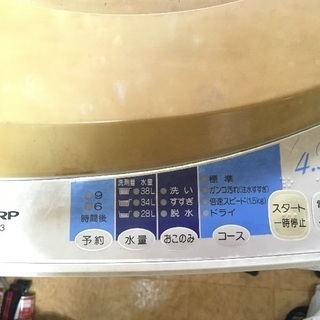 4.
RP
3
9
6
時間後
予約
洗剤量 水量
38L
34L
28L
水量
洗い
すすぎ
脱水
おこのみ
標準
ガンコ汚れ(注水すすぎ)
倍速スピード(1.5kg)
ドライ
コース
スタート
一時停止